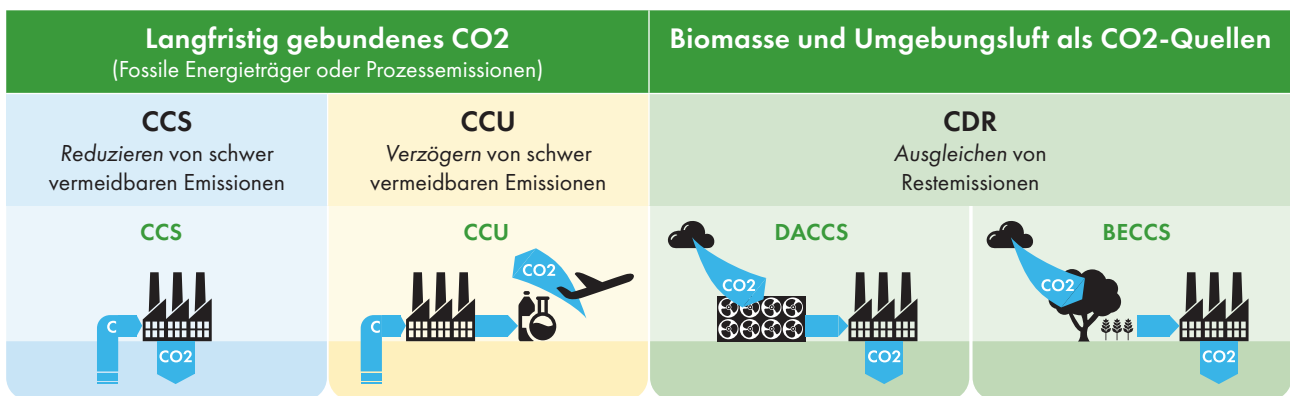 Langfristig gebundenes CO2
(Fossile Energieträger oder Prozessemissionen)
Biomasse und Umgebungsluft als CO2-Quellen
CCS
Reduzieren von schwer
vermeidbaren Emissionen
CCU
Verzögern von schwer
vermeidbaren Emissionen
CDR
Ausgleichen von
Restemissionen
CCS
C
CO2
CCU
C
CO2
DACCS
CO2
CO2
BECCS
CO2
CO2